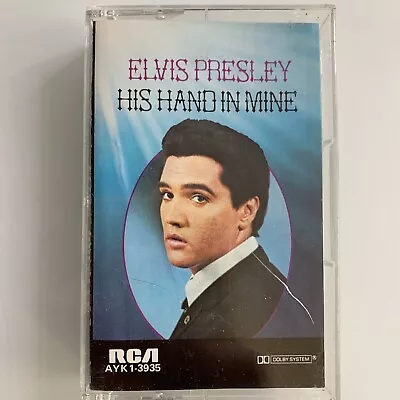 ELVIS PRESLEY
HIS HAND IN MINE
RCA
DOLBY SYSTEM ®
AYK1-3935